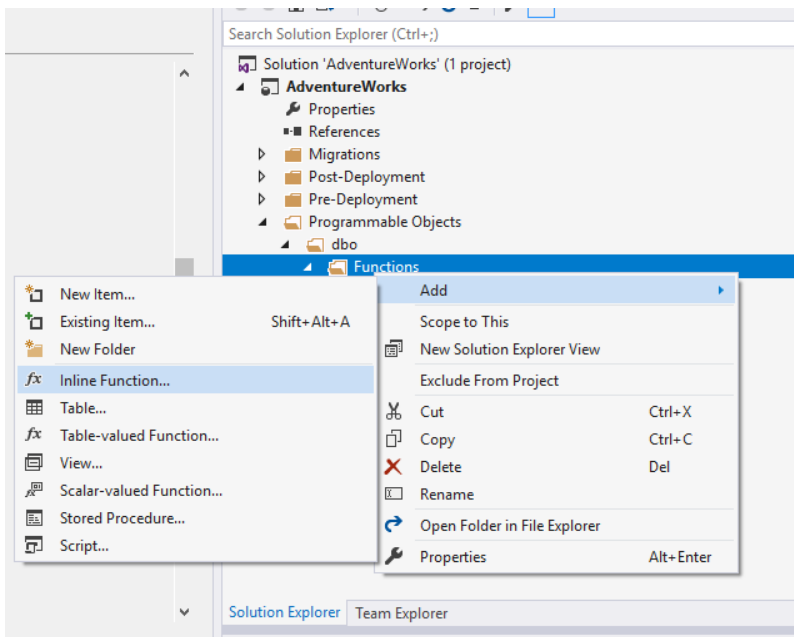 Search Solution Explorer (Ctrl+;)
Solution 'AdventureWorks' (1 project)
AdventureWorks
Properties
References
Migrations
Post-Deployment
Pre-Deployment
Programmable Objects
dbo
Functions
New Item...
Existing Item... Shift+Alt+A
New Folder
fx Inline Function...
Table...
fx Table-valued Function...
View...
Scalar-valued Function...
Stored Procedure...
Script...
Add
Scope to This
New Solution Explorer View
Exclude From Project
Cut Ctrl+X
Copy Ctrl+C
Delete Del
Rename
Open Folder in File Explorer
Properties Alt+Enter
Solution Explorer Team Explorer